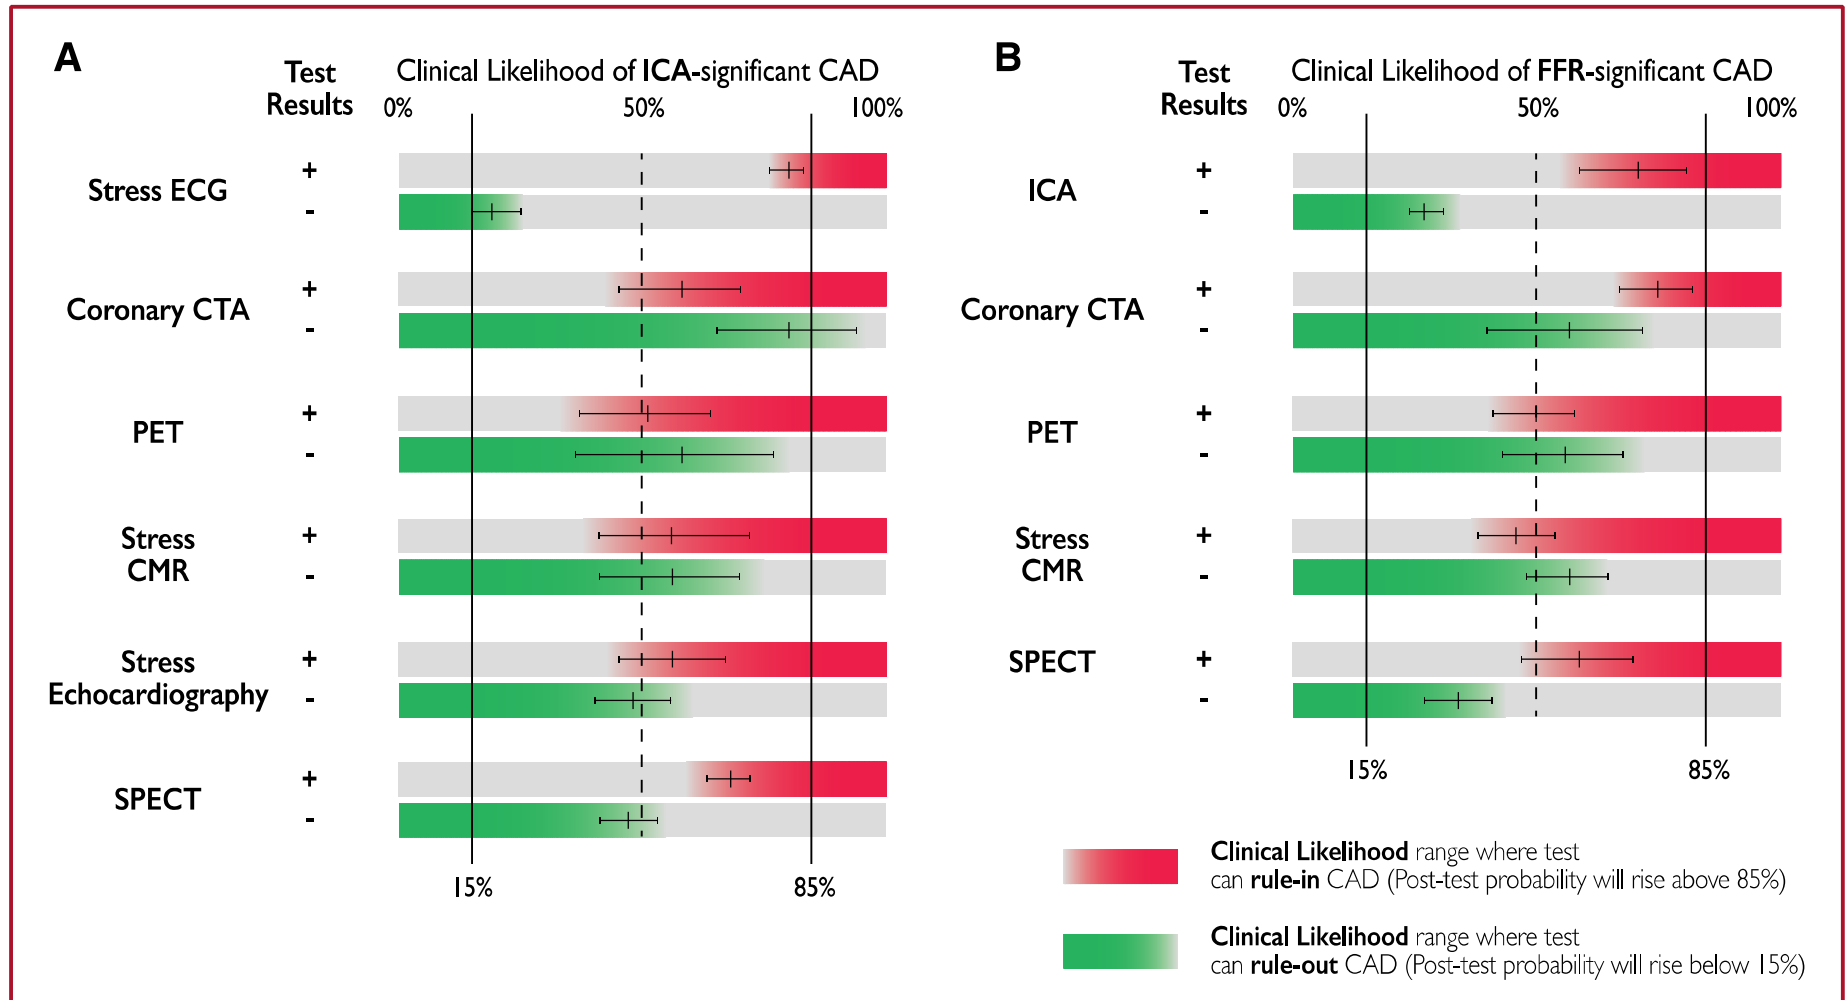 A
Test
Results
Clinical Likelihood of ICA-significant CAD
0% 50% 100%
Stress ECG
+
-
Coronary CTA
+
-
PET
+
-
Stress
CMR
+
-
Stress
Echocardiography
+
-
SPECT
+
-
15% 85%
B
Test
Results
Clinical Likelihood of FFR-significant CAD
0% 50% 100%
ICA
+
-
Coronary CTA
+
-
PET
+
-
Stress
CMR
+
-
SPECT
+
-
15% 85%
Clinical Likelihood range where test
can rule-in CAD (Post-test probability will rise above 85%)
Clinical Likelihood range where test
can rule-out CAD (Post-test probability will rise below 15%)